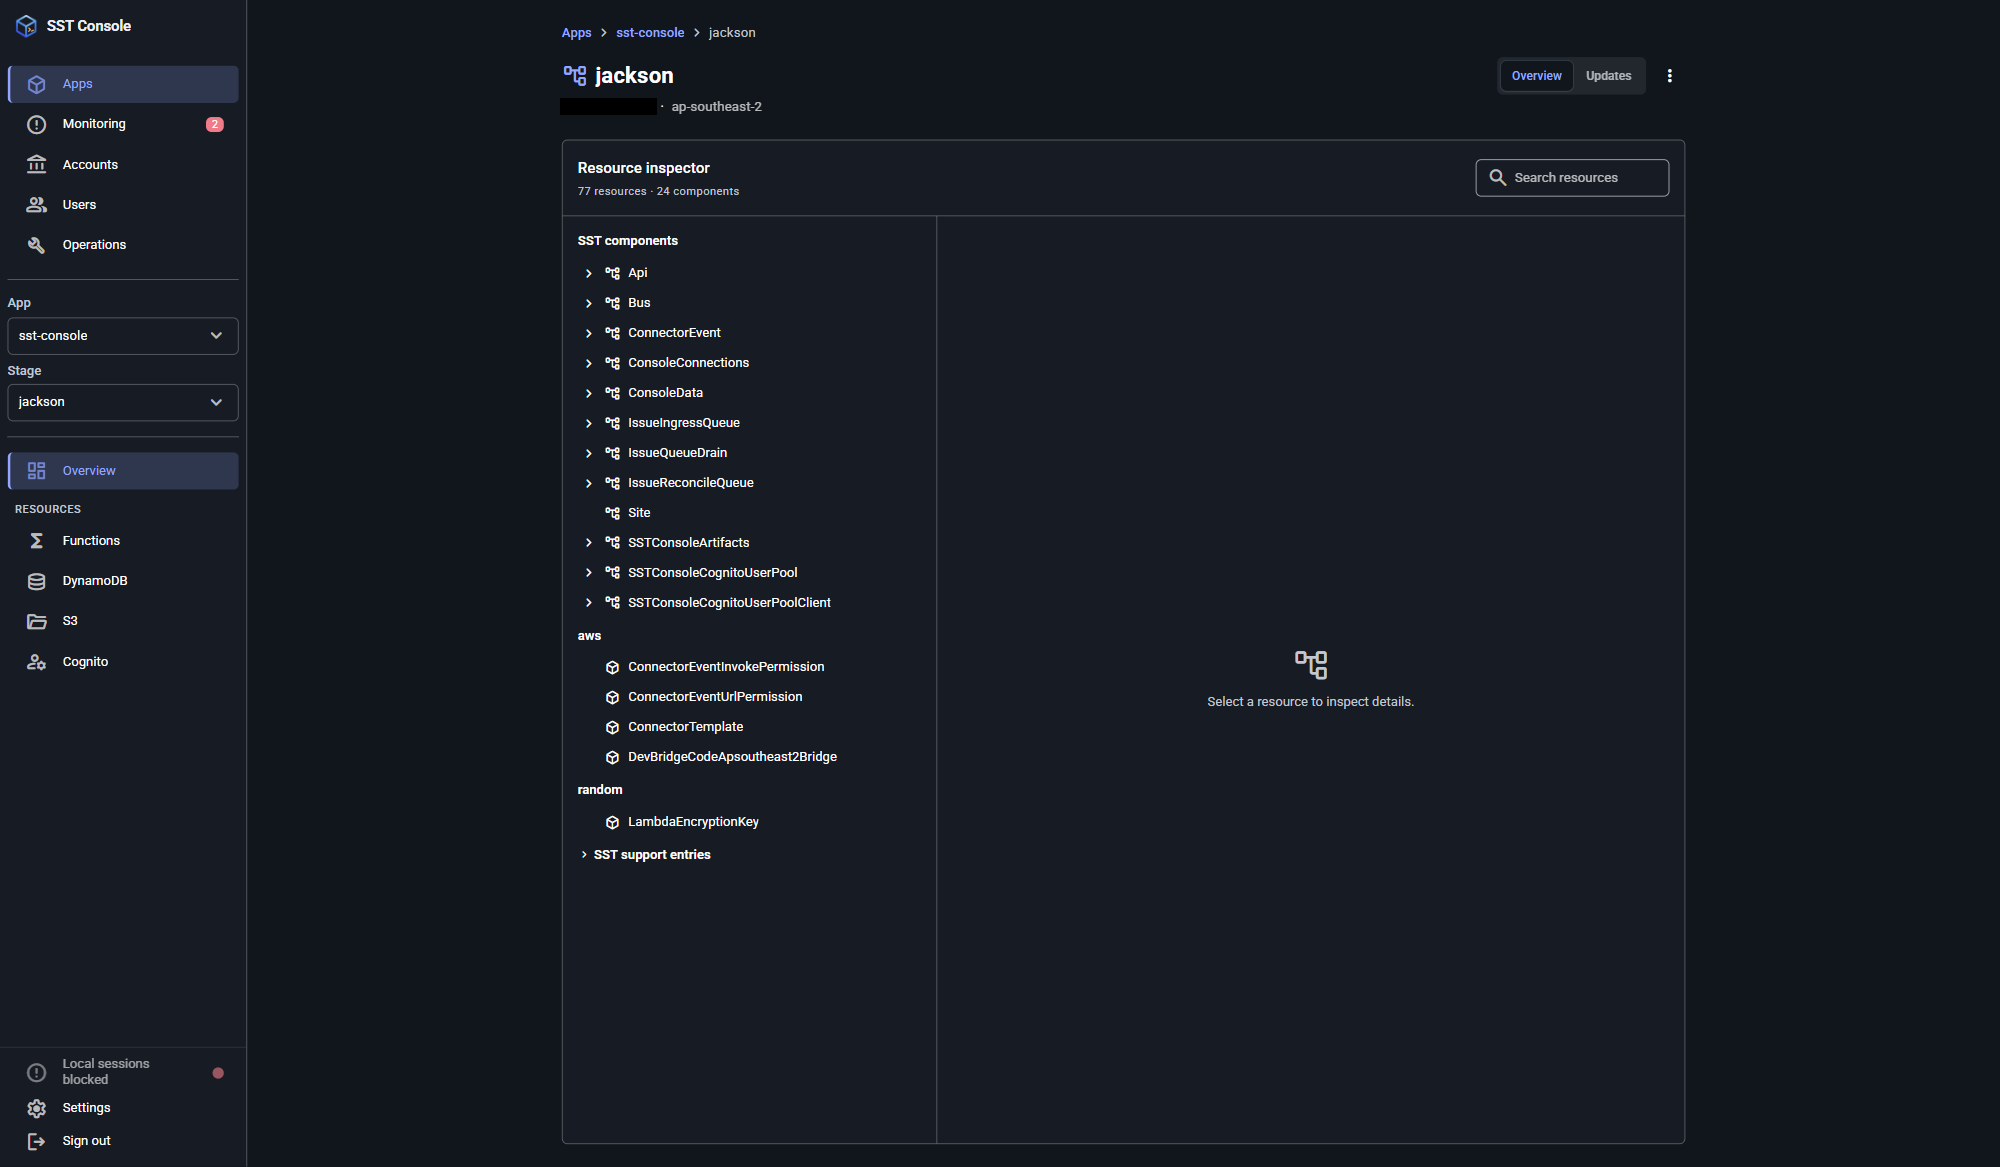 SST Console
Apps
Monitoring 2
Accounts
Users
Operations
App
sst-console
Stage
jackson
Overview
RESOURCES
Functions
DynamoDB
S3
Cognito
Local sessions
blocked
Settings
Sign out
Apps > sst-console > jackson
jackson
· ap-southeast-2
Overview Updates
Resource inspector
77 resources · 24 components
Search resources
SST components
Api
Bus
ConnectorEvent
ConsoleConnections
ConsoleData
IssueIngressQueue
IssueQueueDrain
IssueReconcileQueue
Site
SSTConsoleArtifacts
SSTConsoleCognitoUserPool
SSTConsoleCognitoUserPoolClient
aws
ConnectorEventInvokePermission
ConnectorEventUrlPermission
ConnectorTemplate
DevBridgeCodeApsoutheast2Bridge
random
LambdaEncryptionKey
SST support entries
Select a resource to inspect details.